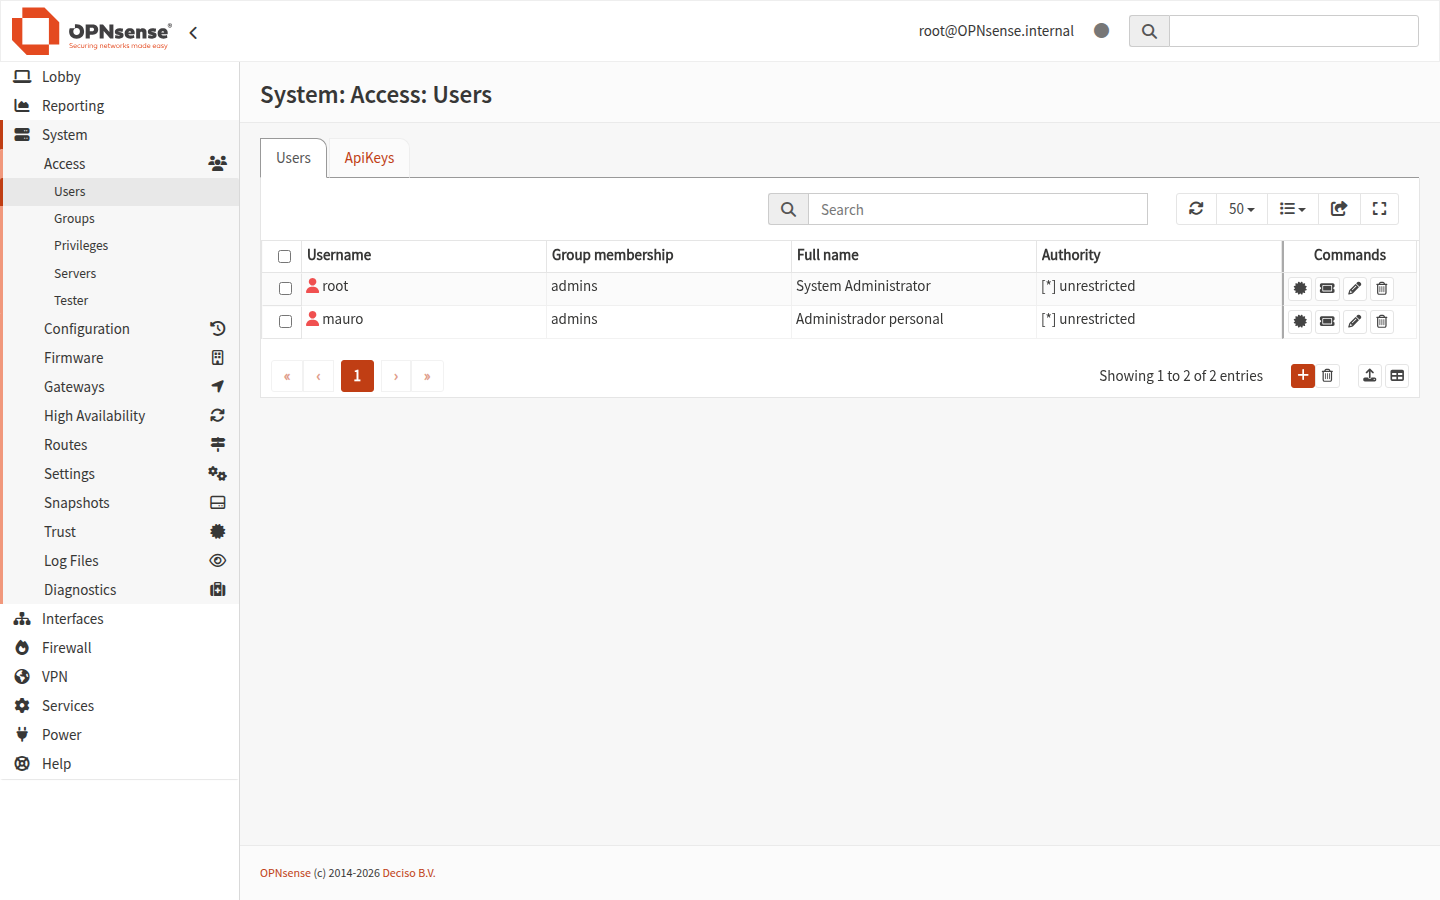 OPNsense®
Securing networks made easy
root@OPNsense.internal
Lobby
Reporting
System
Access
Users
Groups
Privileges
Servers
Tester
Configuration
Firmware
Gateways
High Availability
Routes
Settings
Snapshots
Trust
Log Files
Diagnostics
Interfaces
Firewall
VPN
Services
Power
Help
System: Access: Users
Users ApiKeys
Search 50
Username Group membership Full name Authority Commands
root admins System Administrator [*] unrestricted
mauro admins Administrador personal [*] unrestricted
« ‹ 1 › » Showing 1 to 2 of 2 entries
OPNsense (c) 2014-2026 Deciso B.V.